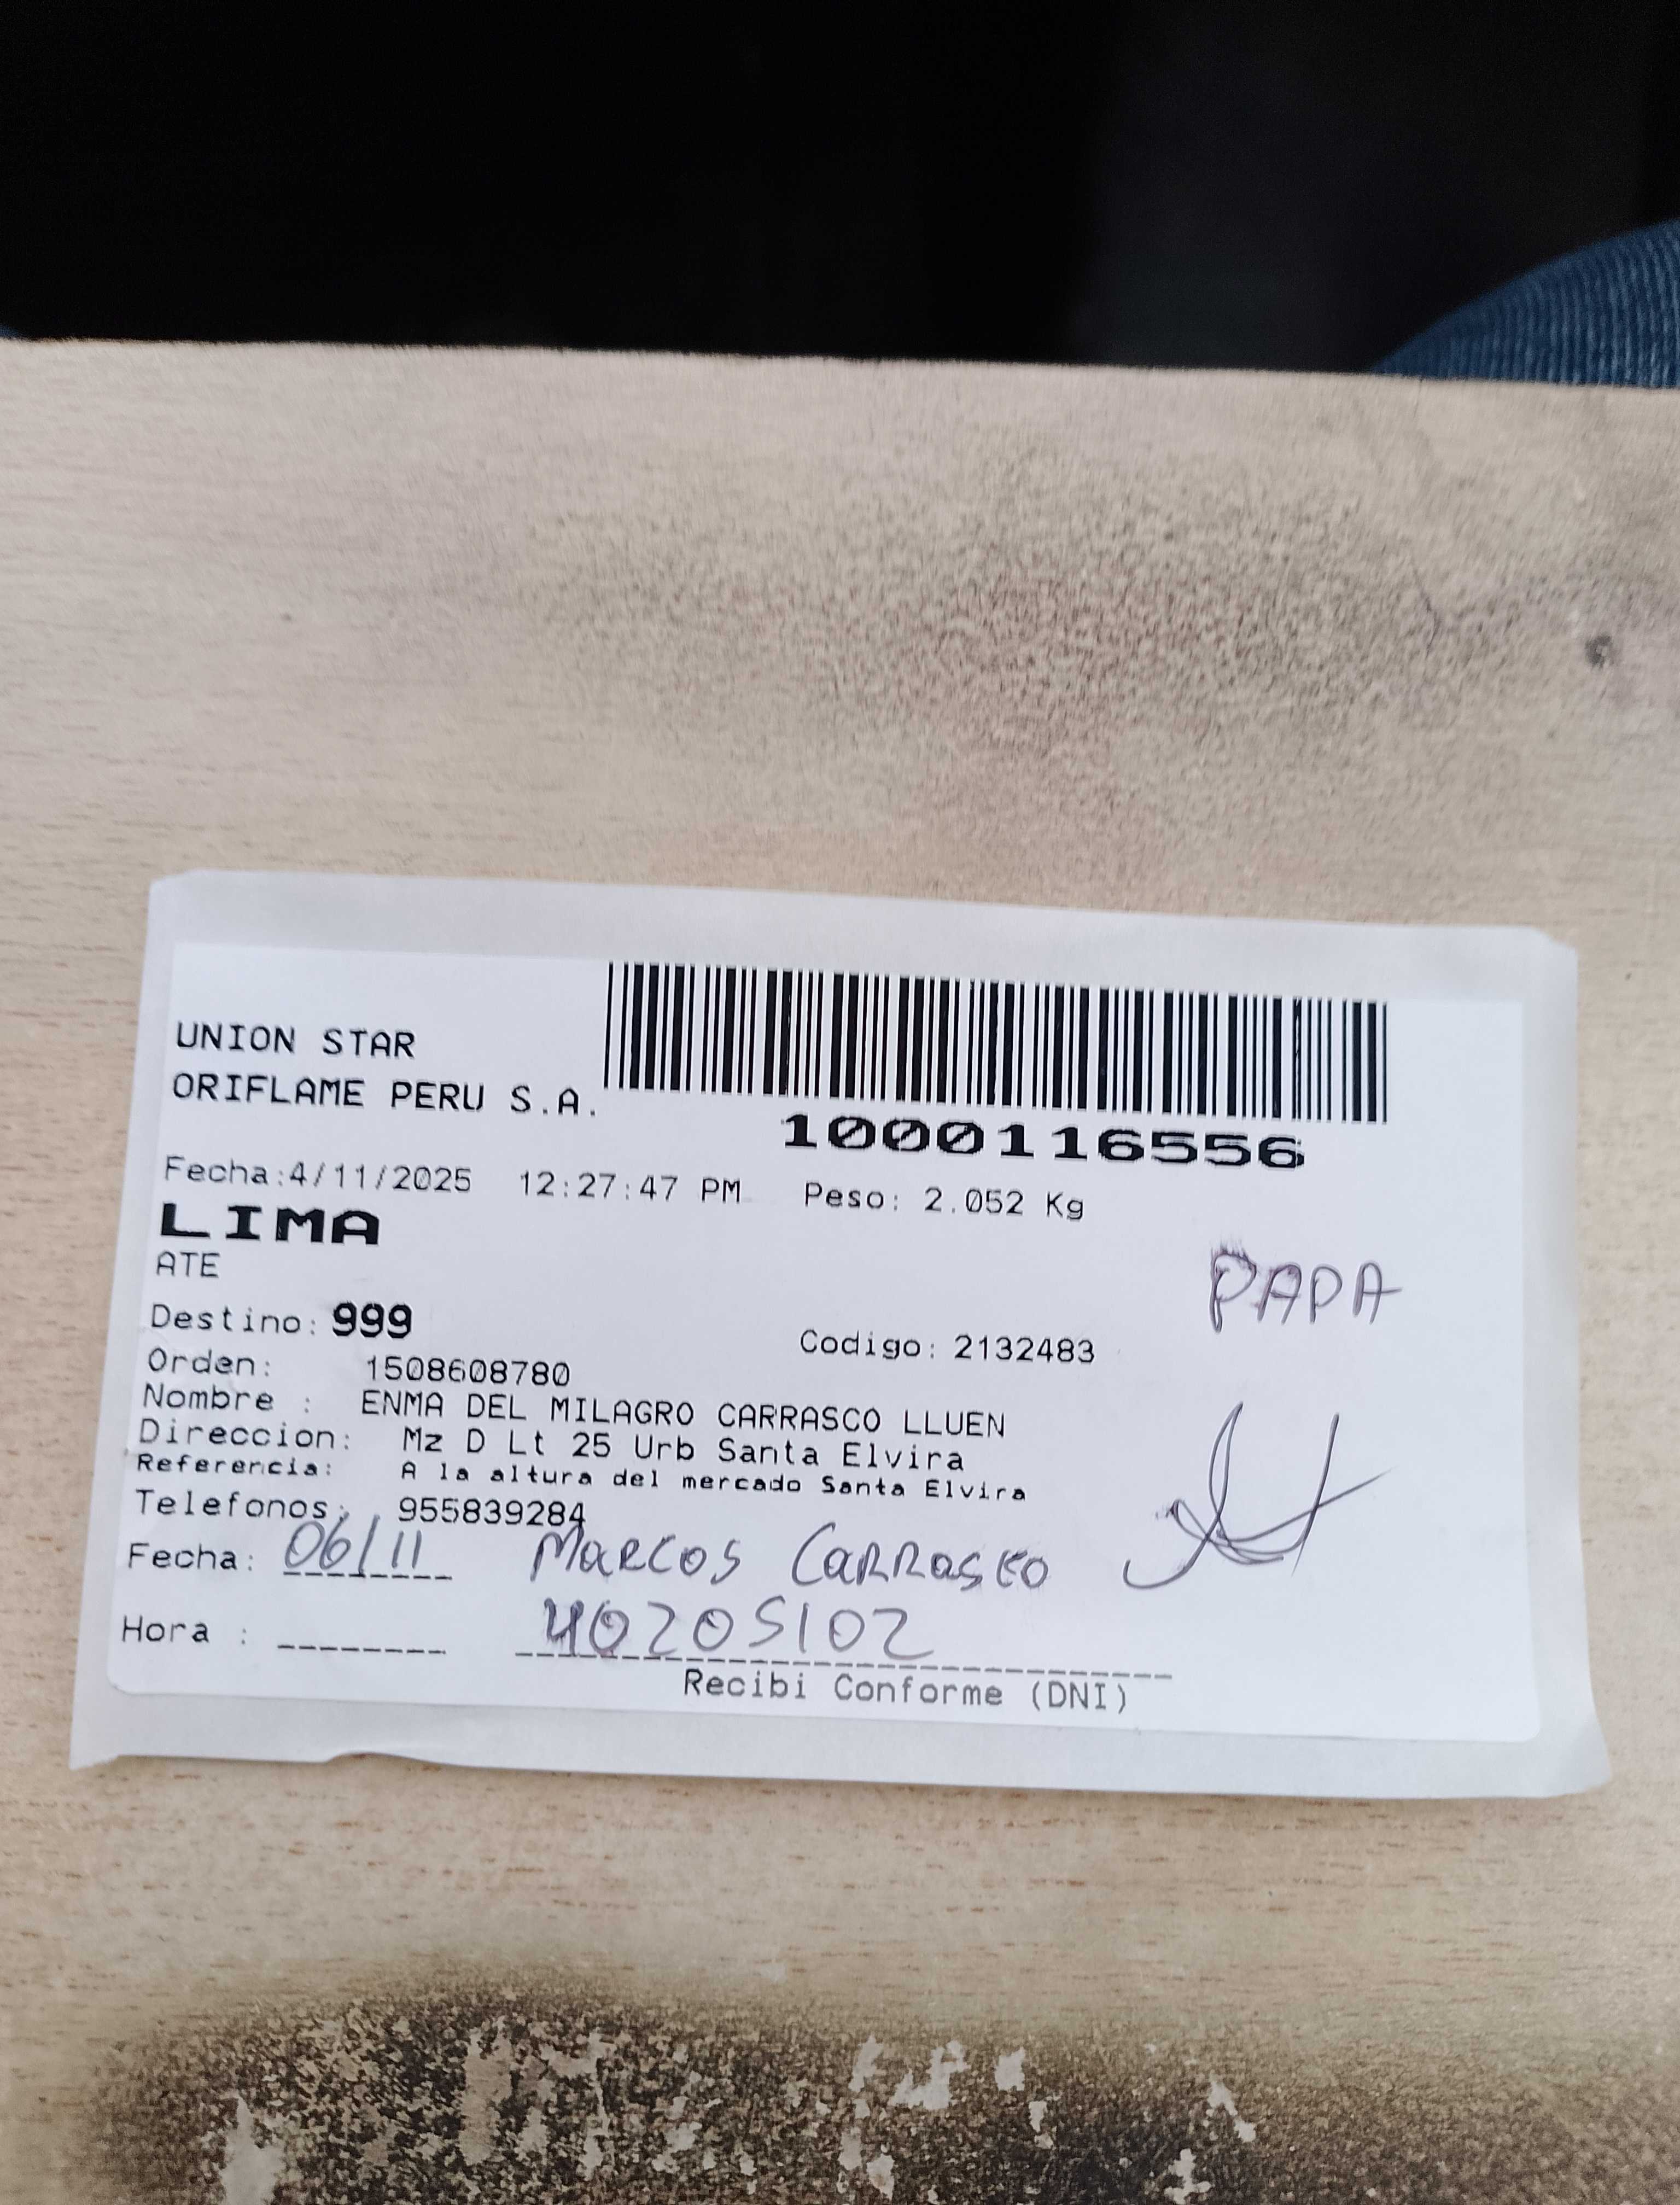 UNION STAR
ORIFLAME PERU S.A.
1000116556
Fecha:4/11/2025 12:27:47 PM Peso: 2.052 Kg
LIMA
ATE
PAPA
Destino: 999
Codigo: 2132483
Orden: 1508608780
Nombre : ENMA DEL MILAGRO CARRASCO LLUEN
Direccion: Mz D Lt 25 Urb Santa Elvira
Referencia: A la altura del mercado Santa Elvira
Telefonos: 955839284
Fecha: 06/11 Marcos Carrasco
Hora : 40205102
Recibi Conforme (DNI)